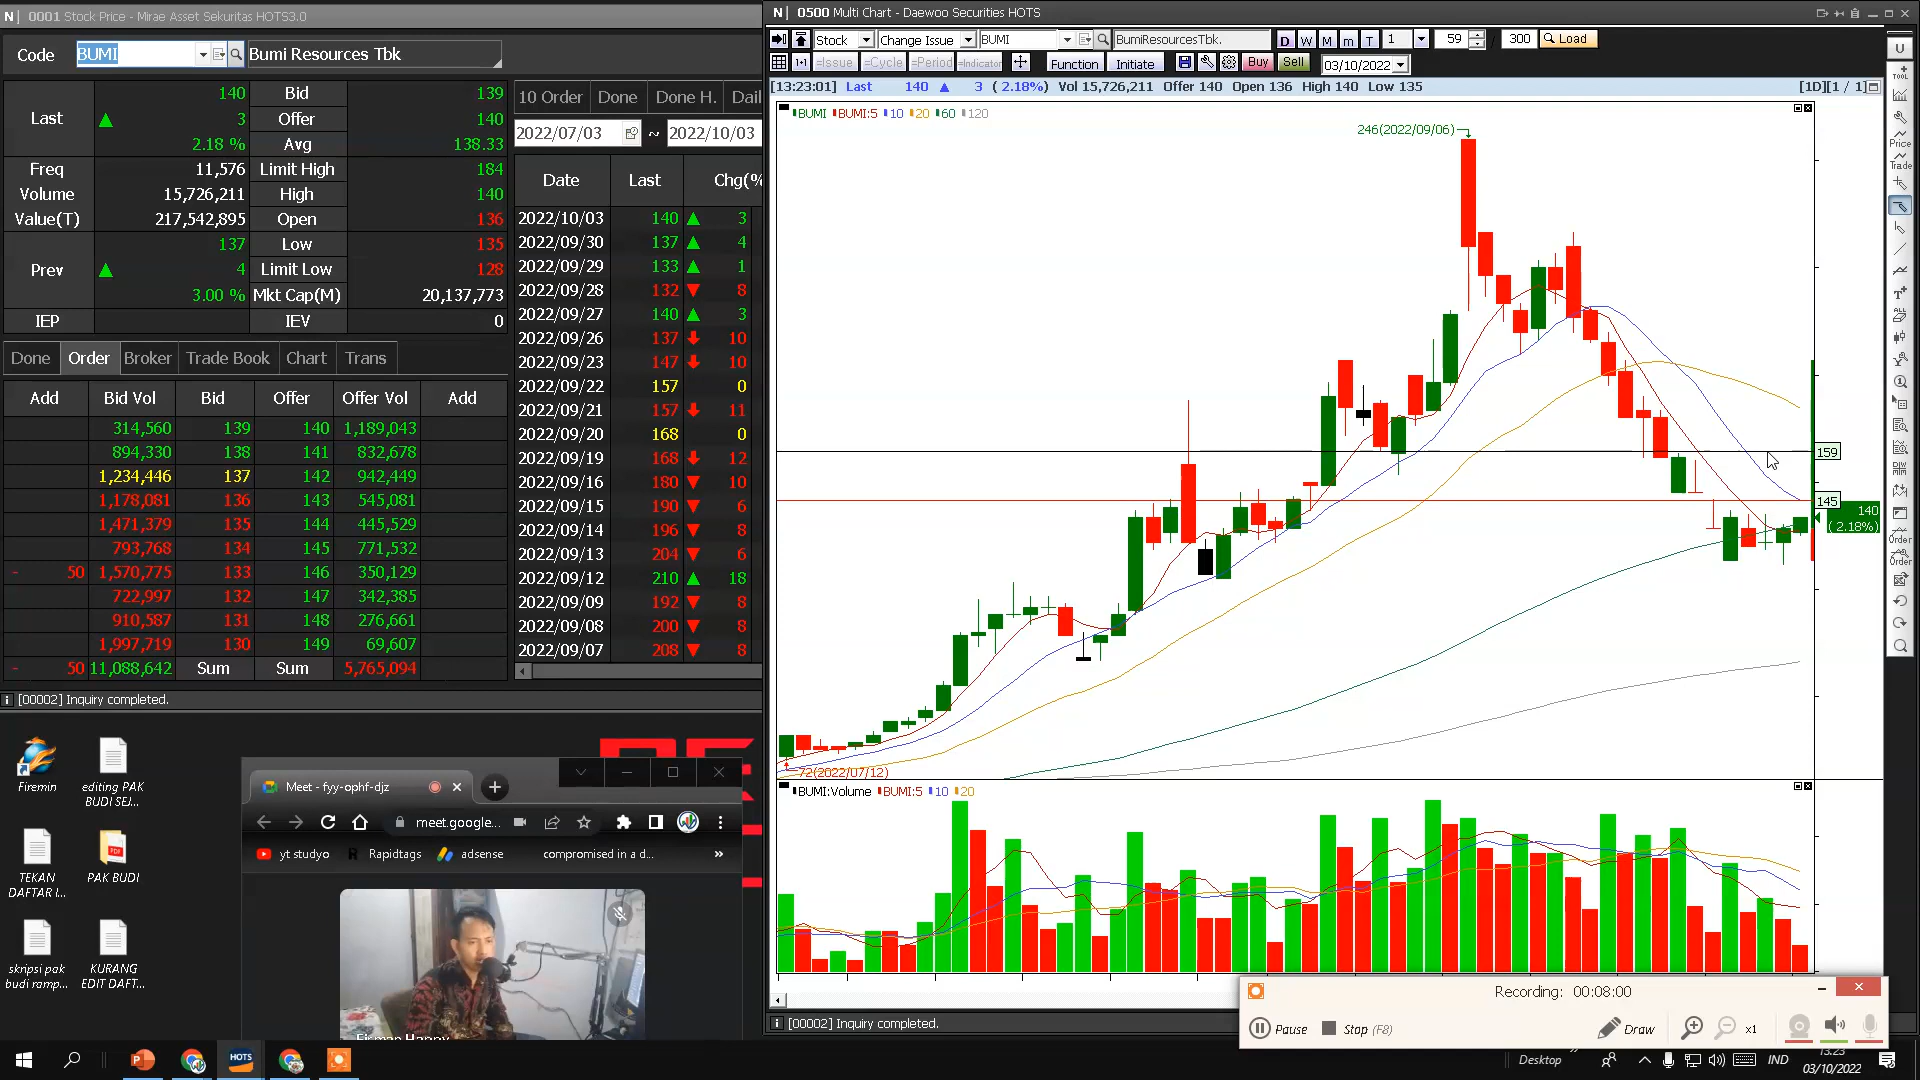 0001 Stock Price - Mirae Asset Sekuritas HOTS3.0
Code BUMI Bumi Resources Tbk
Last 140 Bid 139
3 Offer 140
2.18 % Avg 138.33
Freq 11,576 Limit High 184
Volume 15,726,211 High 140
Value(T) 217,542,895 Open 136
137 Low 135
Prev 4 Limit Low 128
3.00 % Mkt Cap(M) 20,137,773
IEP IEV 0
Done Order Broker Trade Book Chart Trans
Add Bid Vol Bid Offer Offer Vol Add
314,560 139 140 1,189,043
894,330 138 141 832,678
1,234,446 137 142 942,449
1,178,081 136 143 545,081
1,471,379 135 144 445,529
793,768 134 145 771,532
- 50 1,570,775 133 146 350,129
722,997 132 147 342,385
910,587 131 148 276,661
1,997,719 130 149 69,607
- 50 11,088,642 Sum Sum 5,765,094
[00002] Inquiry completed.
10 Order Done Done H. Dail
2022/07/03 ~ 2022/10/03
Date Last Chg(%
2022/10/03 140 3
2022/09/30 137 4
2022/09/29 133 1
2022/09/28 132 8
2022/09/27 140 3
2022/09/26 137 10
2022/09/23 147 10
2022/09/22 157 0
2022/09/21 157 11
2022/09/20 168 0
2022/09/19 168 12
2022/09/16 180 10
2022/09/15 190 6
2022/09/14 196 8
2022/09/13 204 6
2022/09/12 210 18
2022/09/09 192 8
2022/09/08 200 8
2022/09/07 208 8
0500 Multi Chart - Daewoo Securities HOTS
Stock Change Issue BUMI BumiResourcesTbk. D W M m T 1 59 300 Load
=Issue =Cycle =Period =Indicator Function Initiate Buy Sell 03/10/2022
[13:23:01] Last 140 3 ( 2.18%) Vol 15,726,211 Offer 140 Open 136 High 140 Low 135 [1D][1 / 1]
BUMI BUMI:5 10 20 60 120
246(2022/09/06)
159
145
140
( 2.18%)
72(2022/07/12)
BUMI:Volume BUMI:5 10 20
[00002] Inquiry completed.
U
TOOL
Price
Trade
ALL
Order
Order
Firemin
editing PAK BUDI SEJ...
TEKAN DAFTAR I...
PAK BUDI
skripsi pak budi ramp...
KURANG EDIT DAFT...
Meet - fyy-ophf-djz
meet.google...
yt studyo Rapidtags adsense compromised in a d... »
Firman Happy
Recording: 00:08:00
Pause Stop (F8) Draw x1
HOTS
Desktop » IND
13.23
03/10/2022